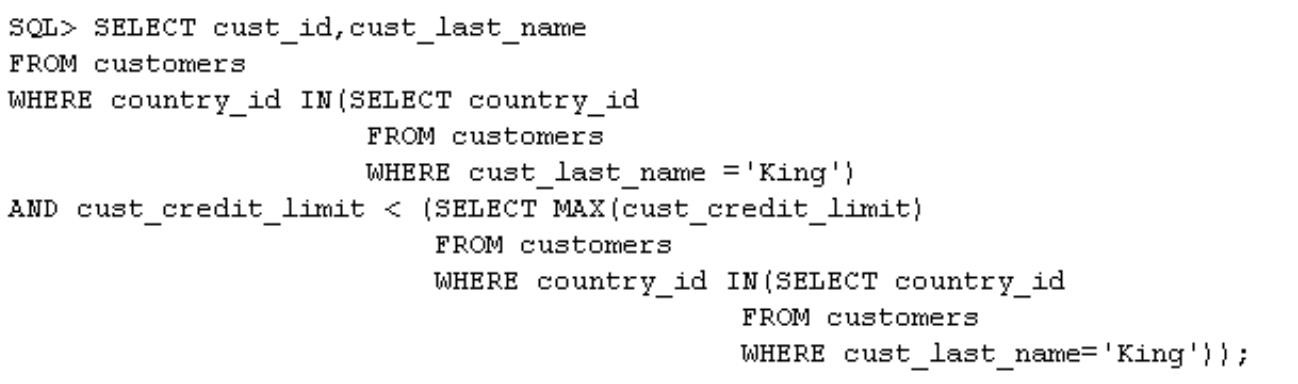 SQL> SELECT cust_id,cust_last_name
FROM customers
WHERE country_id IN(SELECT country_id
FROM customers
WHERE cust_last_name ='King')
AND cust_credit_limit < (SELECT MAX(cust_credit_limit)
FROM customers
WHERE country_id IN(SELECT country_id
FROM customers
WHERE cust_last_name='King'));